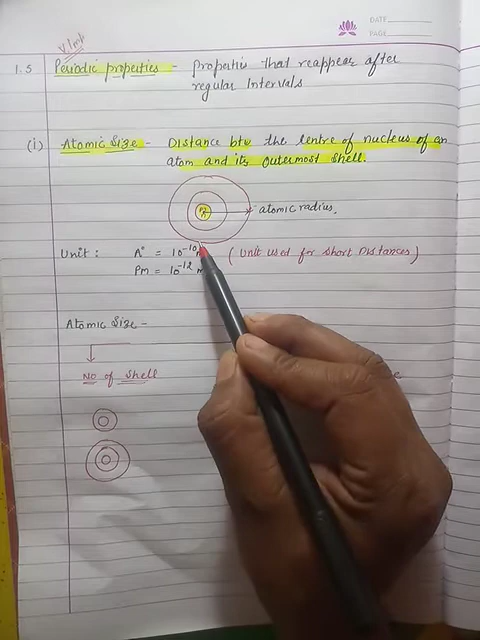 DATE
PAGE
V.Imp
1.5 Periodic properties - Properties that reappear after
regular Intervals
(i) Atomic Size - Distance btw the centre of nucleus of an
atom and its outermost shell.
atomic radius.
Unit : A° = 10⁻¹⁰ (Unit used for short Distances)
PM = 10⁻¹² m
Atomic Size -
NO of Shell